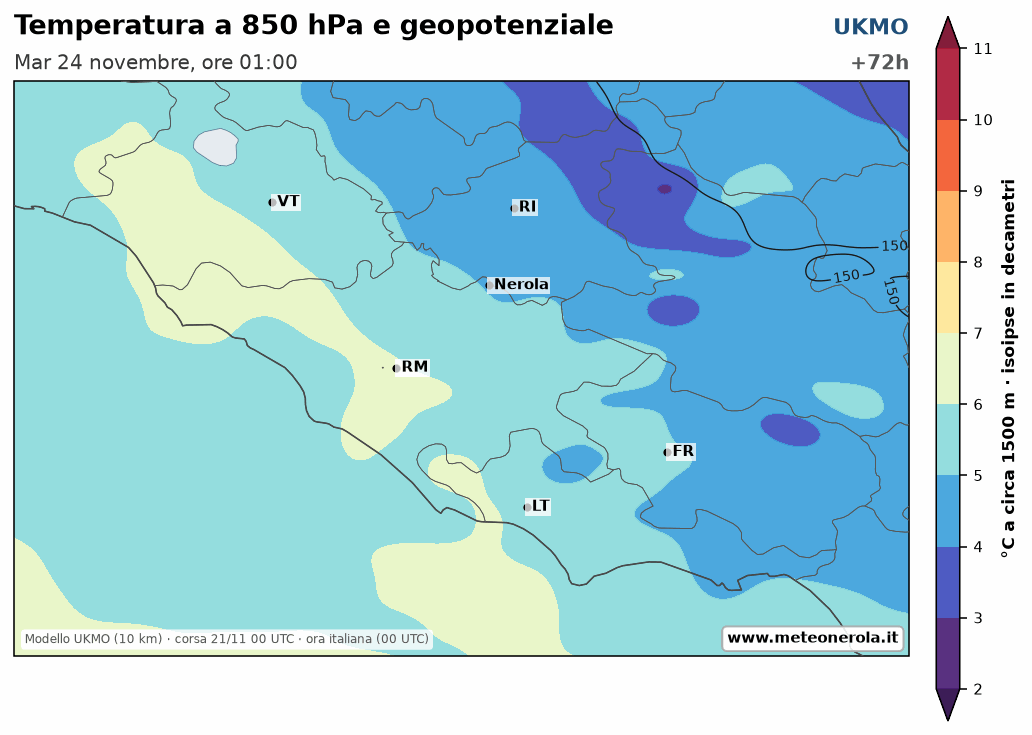 Temperatura a 850 hPa e geopotenziale
UKMO
Mar 24 novembre, ore 01:00
+72h
11
10
9
8
7
6
5
4
3
2
°C a circa 1500 m · isoipse in decametri
VT
RI
150
150
150
Nerola
RM
FR
LT
Modello UKMO (10 km) · corsa 21/11 00 UTC · ora italiana (00 UTC)
www.meteonerola.it